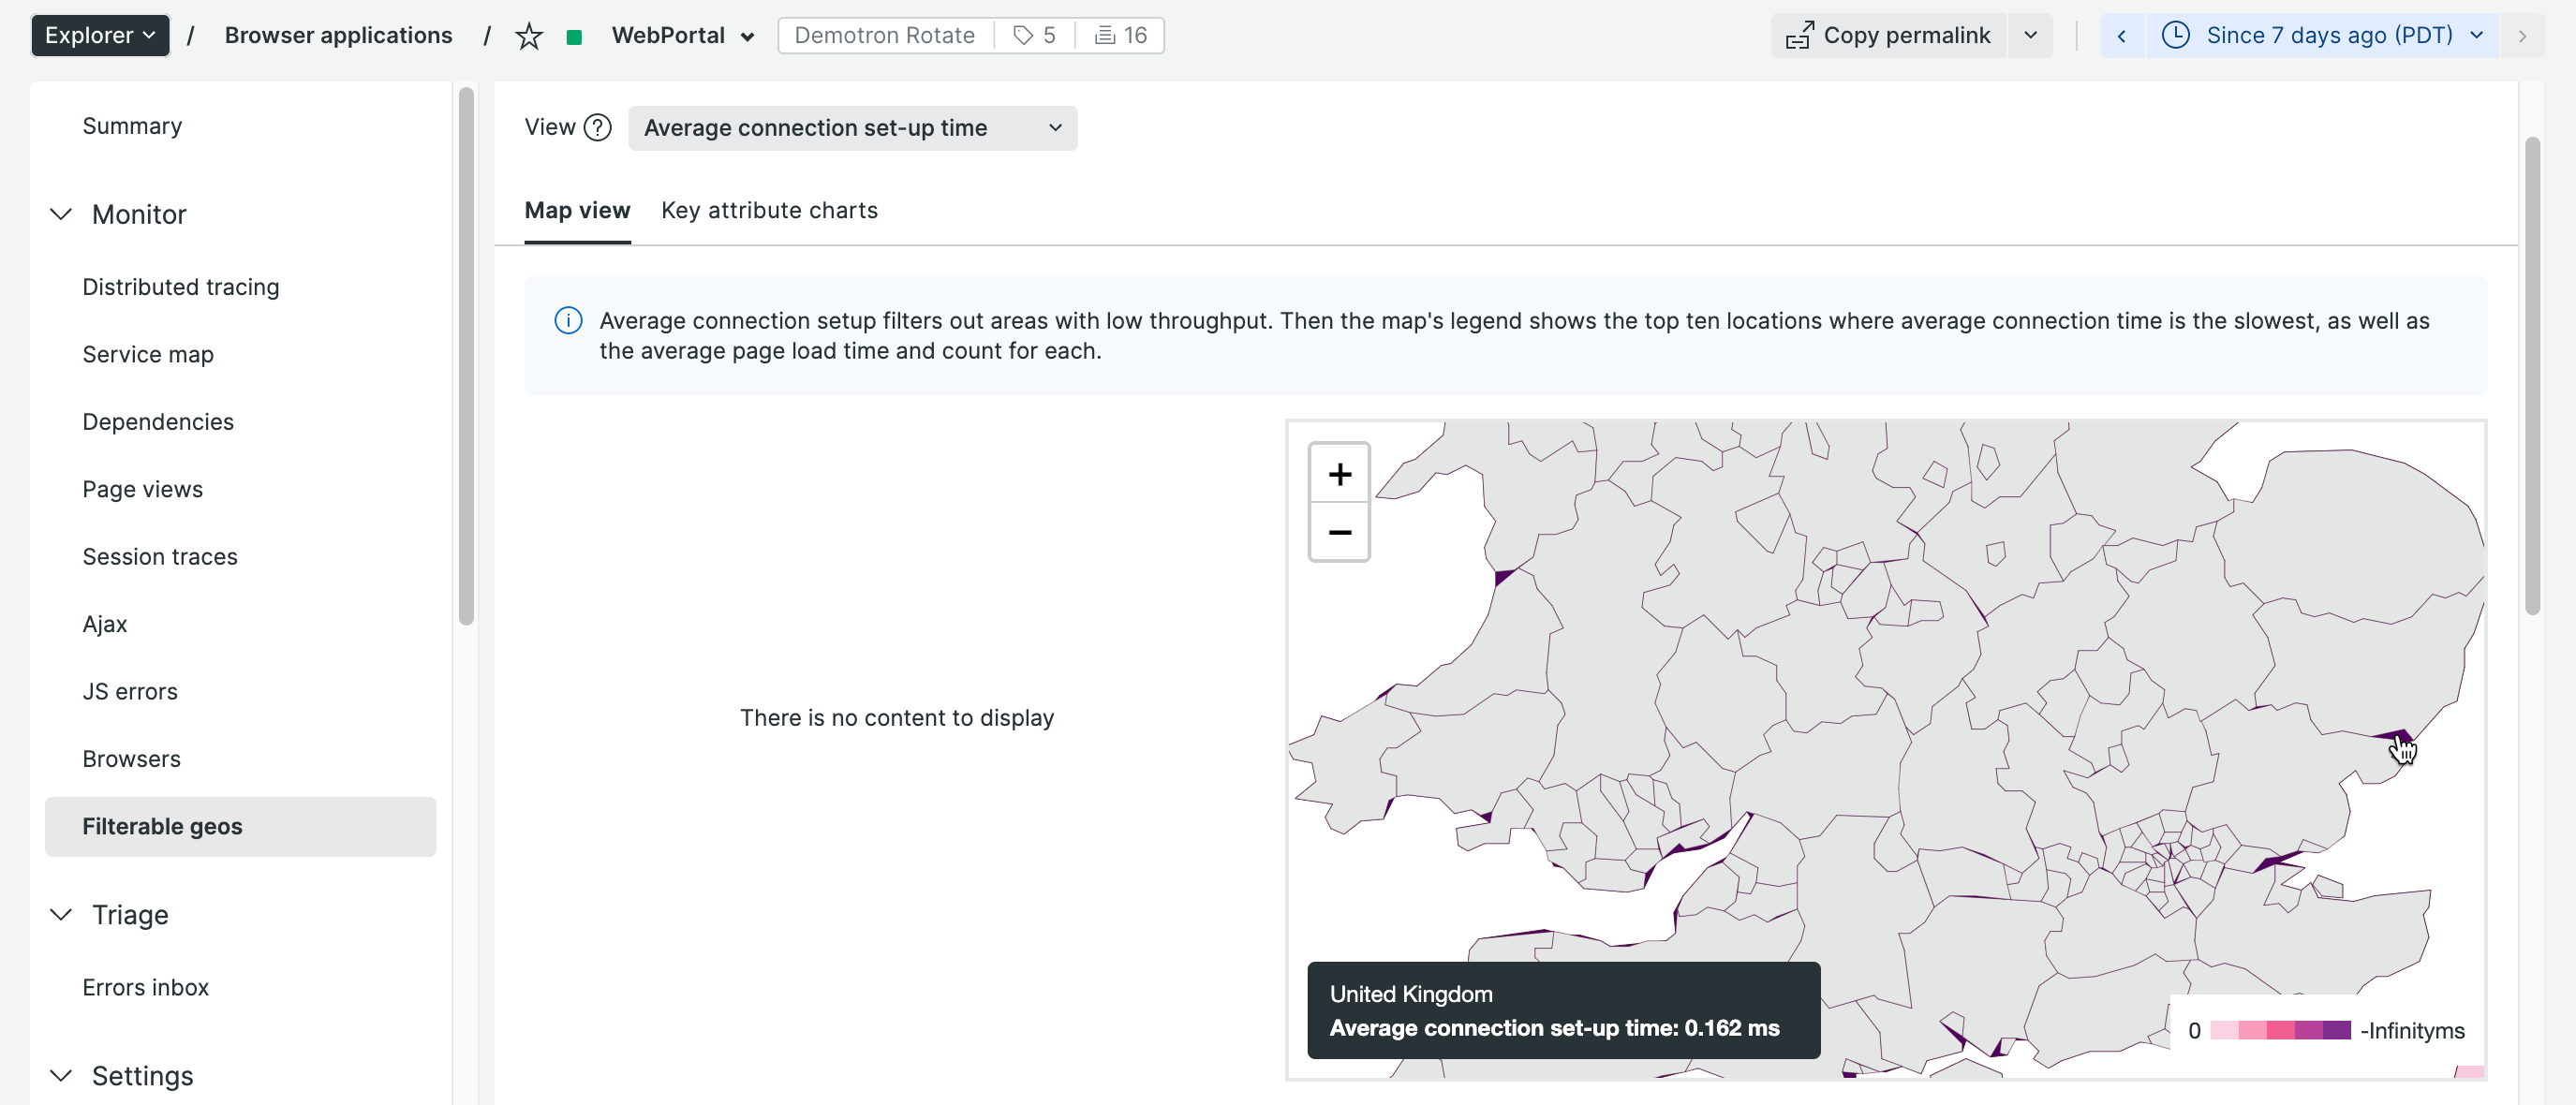 Explorer / Browser applications / WebPortal Demotron Rotate 5 16 Copy permalink Since 7 days ago (PDT)
Summary
Monitor
Distributed tracing
Service map
Dependencies
Page views
Session traces
Ajax
JS errors
Browsers
Filterable geos
Triage
Errors inbox
Settings
View ? Average connection set-up time
Map view Key attribute charts
Average connection setup filters out areas with low throughput. Then the map's legend shows the top ten locations where average connection time is the slowest, as well as
the average page load time and count for each.
There is no content to display
+
−
United Kingdom
Average connection set-up time: 0.162 ms
0 -Infinityms